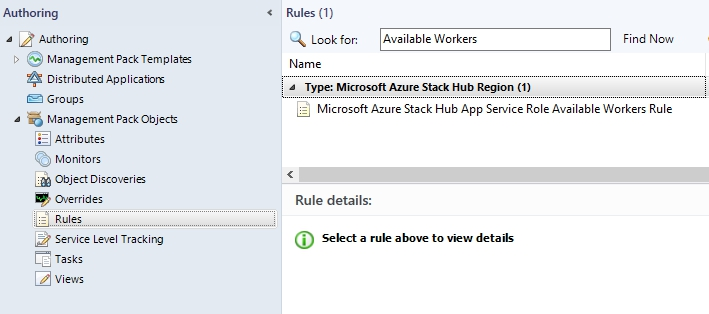 Authoring
Authoring
Management Pack Templates
Distributed Applications
Groups
Management Pack Objects
Attributes
Monitors
Object Discoveries
Overrides
Rules
Service Level Tracking
Tasks
Views
Rules (1)
Look for: Available Workers Find Now
Name
Type: Microsoft Azure Stack Hub Region (1)
Microsoft Azure Stack Hub App Service Role Available Workers Rule
Rule details:
Select a rule above to view details